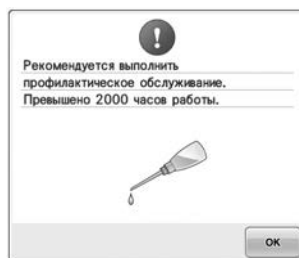 Рекомендуется выполнить
профилактическое обслуживание.
Превышено 2000 часов работы.
OK